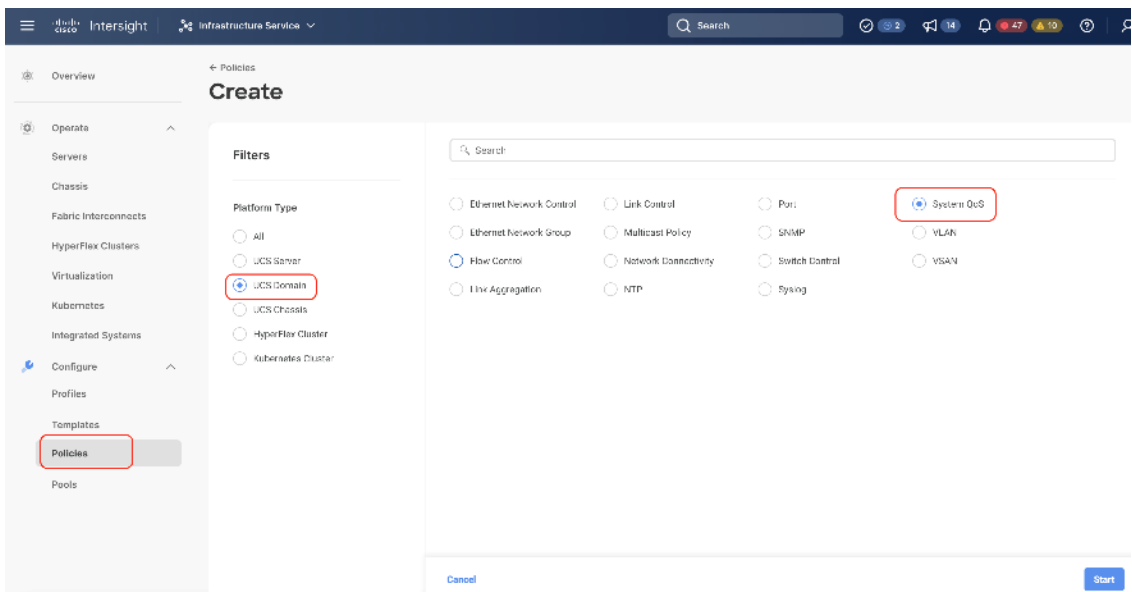 cisco Intersight Infrastructure Service Search 2 14 47 10
Overview
Operate
Servers
Chassis
Fabric Interconnects
HyperFlex Clusters
Virtualization
Kubernetes
Integrated Systems
Configure
Profiles
Templates
Policies
Pools
← Policies
Create
Filters
Platform Type
All
UCS Server
UCS Domain
UCS Chassis
HyperFlex Cluster
Kubernetes Cluster
Search
Ethernet Network Control Link Control Port System QoS
Ethernet Network Group Multicast Policy SNMP VLAN
Flow Control Network Connectivity Switch Control VSAN
Link Aggregation NTP Syslog
Cancel Start